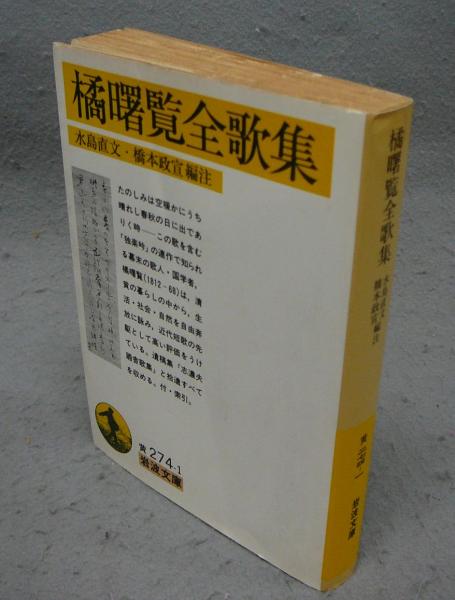 橘曙覧全歌集
水島直文・橋本政宣編注
たのしみは空暖かにうち
晴れし春秋の日に出であ
りく時――この歌を含む
「独楽吟」の連作で知られ
る幕末の歌人・国学者，
橘曙覧(1812-68)は，清
貧の暮らしの中から，生
活・社会・自然を自由奔
放に詠み，近代短歌の先
駆として高い評価をうけ
ている．遺稿集『志濃夫
廼舎歌集』と拾遺すべて
を収める．付・索引．
黄274-1
岩波文庫
橘曙覧全歌集
水島直文
橋本政宣編注
黄二七四-一
岩波文庫